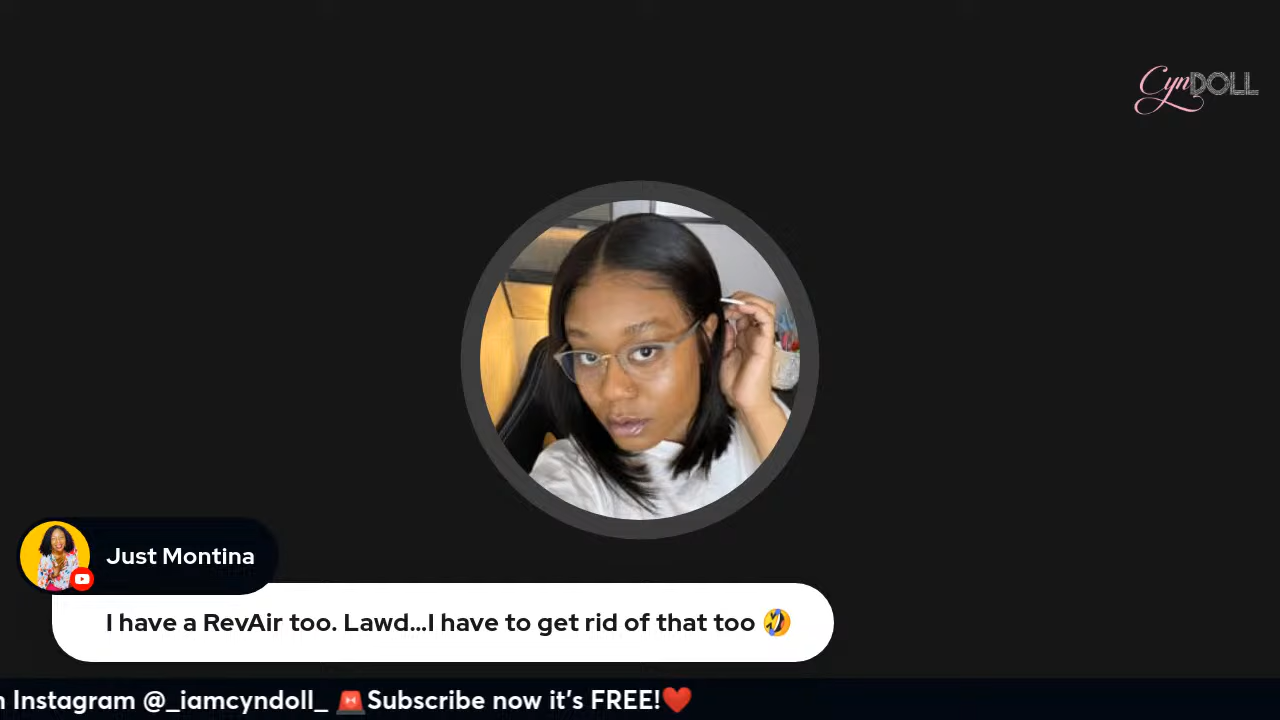 CynDOLL
Just Montina
I have a RevAir too. Lawd...I have to get rid of that too 🤣
Instagram @_iamcyndoll_ 🚨Subscribe now it's FREE!❤️